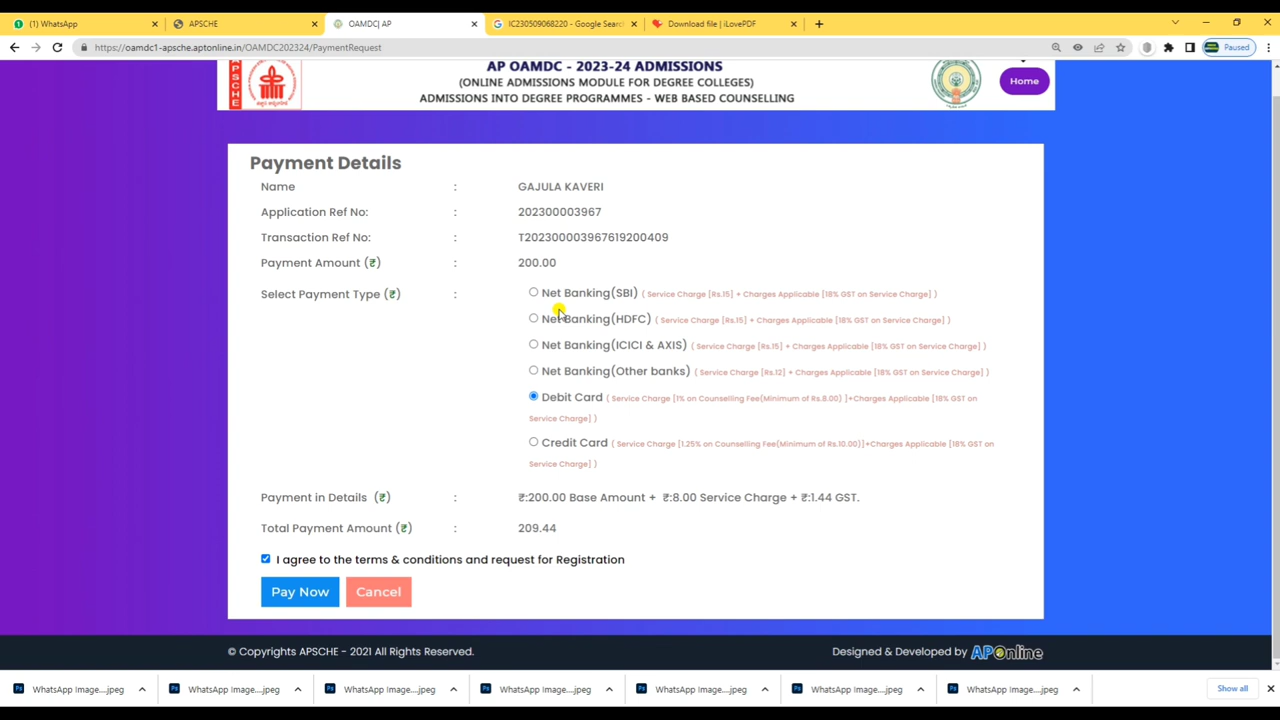 (1) WhatsApp
APSCHE
OAMDC| AP
IC230509068220 - Google Searc
Download file | iLovePDF
https://oamdc1-apsche.aptonline.in/OAMDC202324/PaymentRequest
Paused
APSCHE
AP OAMDC - 2023-24 ADMISSIONS
(ONLINE ADMISSIONS MODULE FOR DEGREE COLLEGES)
ADMISSIONS INTO DEGREE PROGRAMMES - WEB BASED COUNSELLING
Home
Payment Details
Name : GAJULA KAVERI
Application Ref No: : 202300003967
Transaction Ref No: : T202300003967619200409
Payment Amount (₹) : 200.00
Select Payment Type (₹) : Net Banking(SBI) ( Service Charge [Rs.15] + Charges Applicable [18% GST on Service Charge] )
Net Banking(HDFC) ( Service Charge [Rs.15] + Charges Applicable [18% GST on Service Charge] )
Net Banking(ICICI & AXIS) ( Service Charge [Rs.15] + Charges Applicable [18% GST on Service Charge] )
Net Banking(Other banks) ( Service Charge [Rs.12] + Charges Applicable [18% GST on Service Charge] )
Debit Card ( Service Charge [1% on Counselling Fee(Minimum of Rs.8.00) ]+Charges Applicable [18% GST on
Service Charge] )
Credit Card ( Service Charge [1.25% on Counselling Fee(Minimum of Rs.10.00)]+Charges Applicable [18% GST on
Service Charge] )
Payment in Details (₹) : ₹:200.00 Base Amount + ₹:8.00 Service Charge + ₹:1.44 GST.
Total Payment Amount (₹) : 209.44
I agree to the terms & conditions and request for Registration
Pay Now Cancel
© Copyrights APSCHE - 2021 All Rights Reserved.
Designed & Developed by APOnline
WhatsApp Image....jpeg
WhatsApp Image....jpeg
WhatsApp Image....jpeg
WhatsApp Image....jpeg
WhatsApp Image....jpeg
WhatsApp Image....jpeg
WhatsApp Image....jpeg
Show all